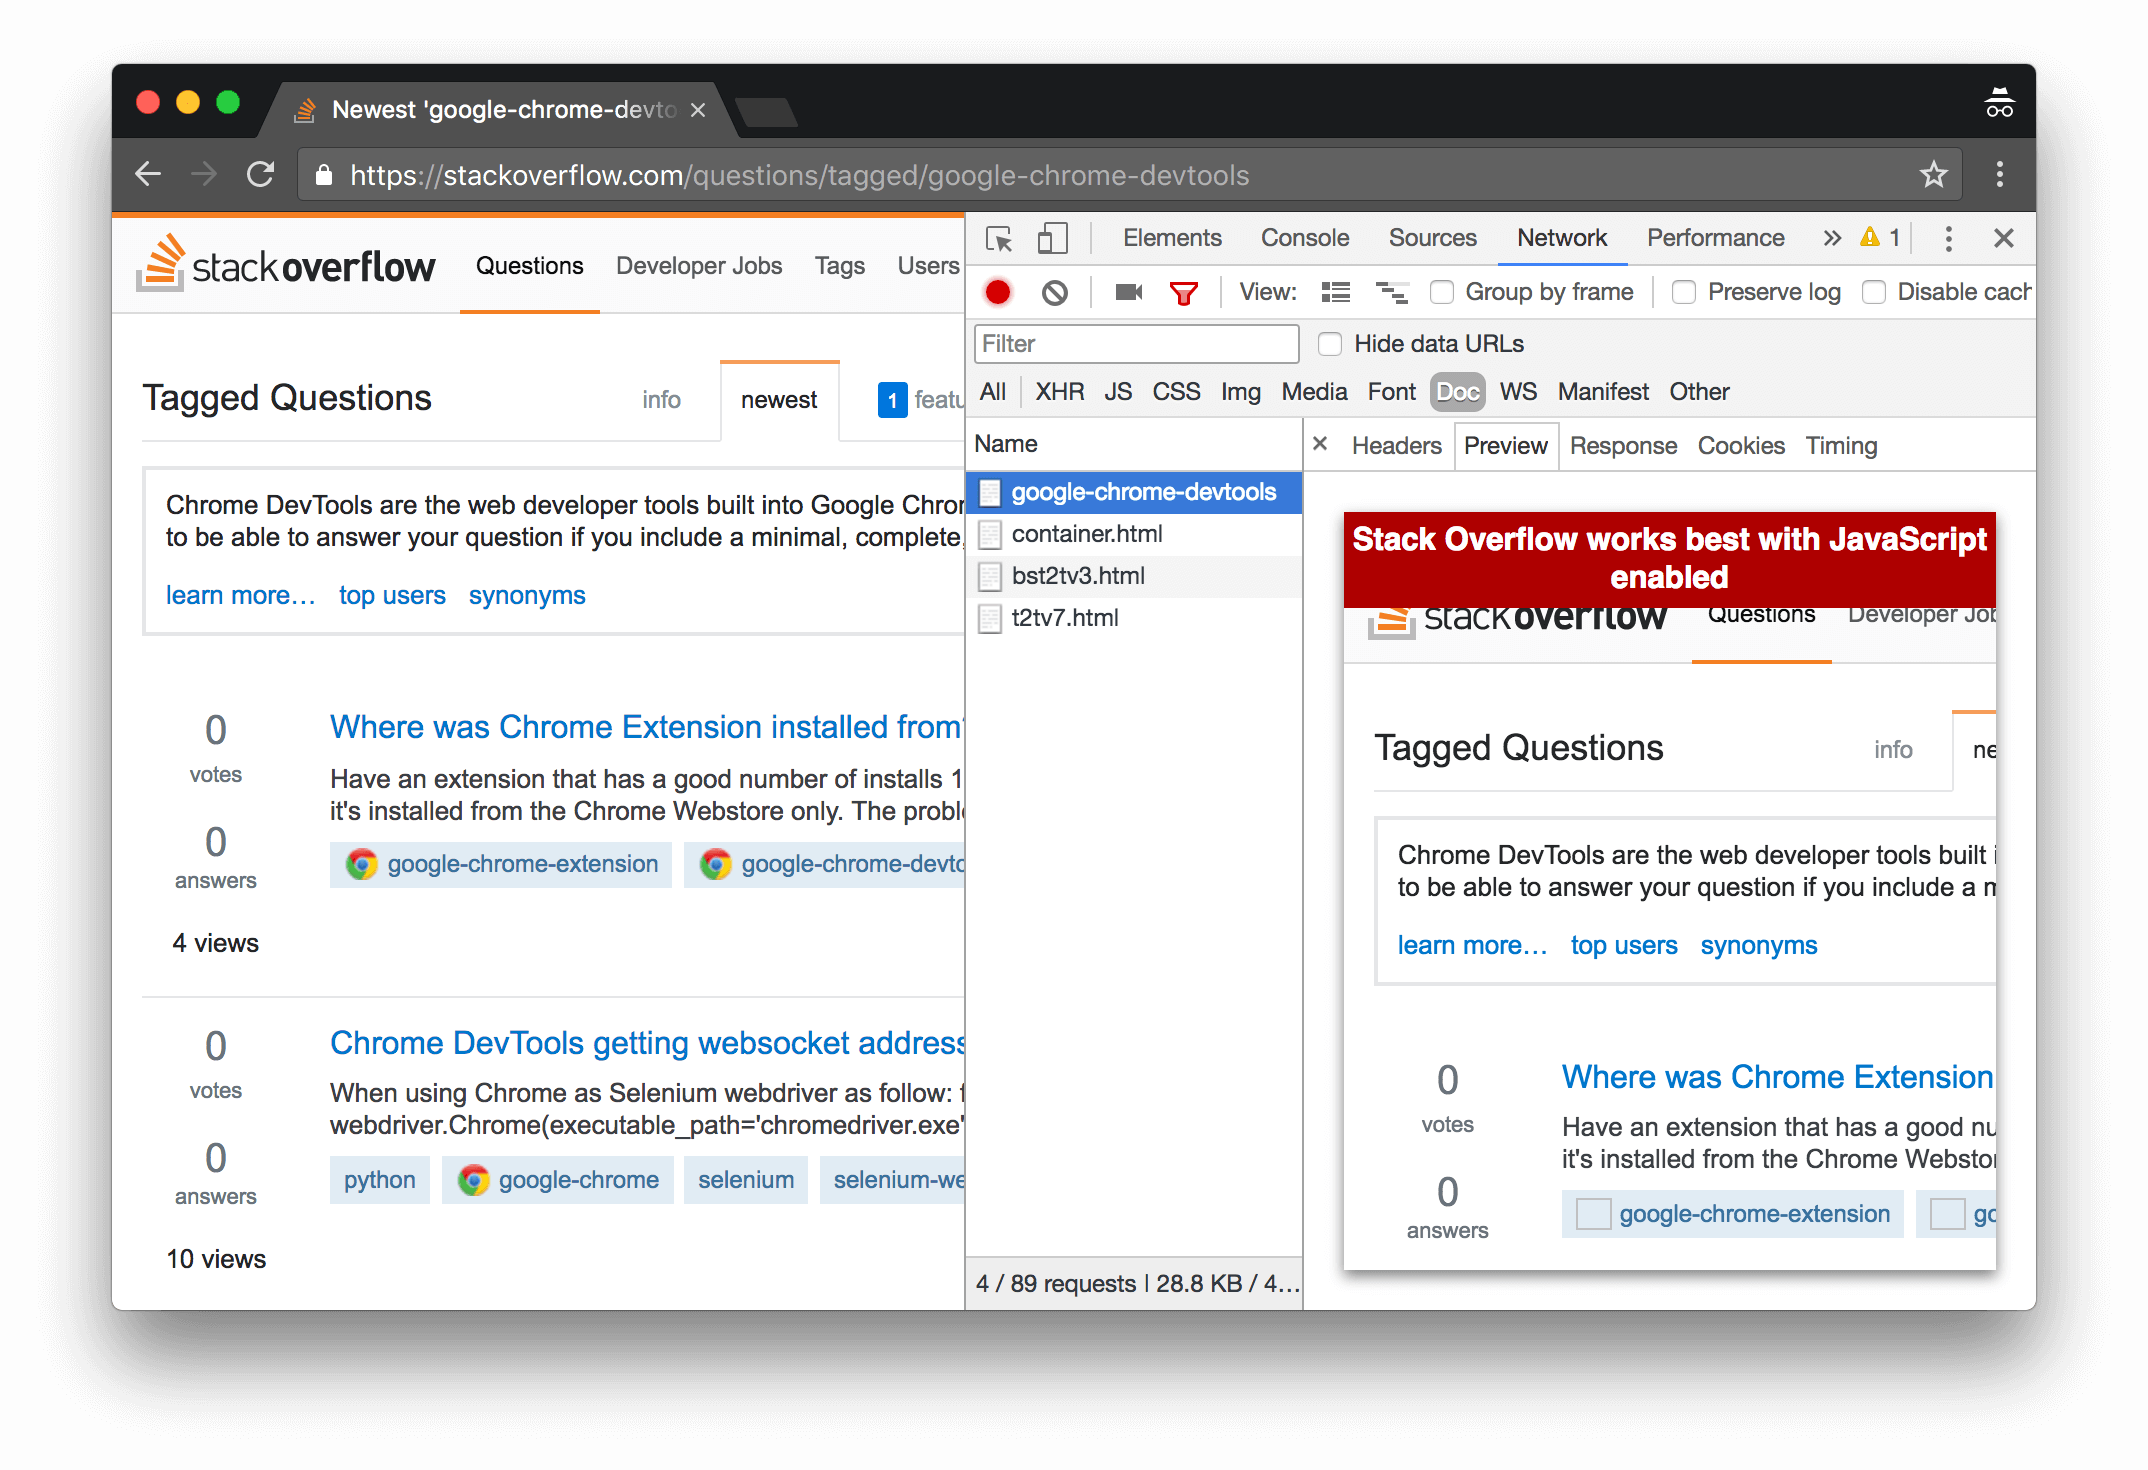 Newest 'google-chrome-devto
https://stackoverflow.com/questions/tagged/google-chrome-devtools
stackoverflow Questions Developer Jobs Tags Users
Tagged Questions info newest 1 featu
Chrome DevTools are the web developer tools built into Google Chror
to be able to answer your question if you include a minimal, complete,
learn more… top users synonyms
0
votes
0
answers
4 views
Where was Chrome Extension installed from?
Have an extension that has a good number of installs 1
it's installed from the Chrome Webstore only. The proble
google-chrome-extension google-chrome-devto
0
votes
0
answers
10 views
Chrome DevTools getting websocket address
When using Chrome as Selenium webdriver as follow: f
webdriver.Chrome(executable_path='chromedriver.exe'
python google-chrome selenium selenium-we
Elements Console Sources Network Performance » 1
View: Group by frame Preserve log Disable cach
Filter Hide data URLs
All XHR JS CSS Img Media Font Doc WS Manifest Other
Name
google-chrome-devtools
container.html
bst2tv3.html
t2tv7.html
4 / 89 requests | 28.8 KB / 4…
Headers Preview Response Cookies Timing
Stack Overflow works best with JavaScript
enabled
stackoverflow Questions Developer Job
Tagged Questions info ne
Chrome DevTools are the web developer tools built i
to be able to answer your question if you include a m
learn more… top users synonyms
0
votes
0
answers
Where was Chrome Extension
Have an extension that has a good nu
it's installed from the Chrome Webstor
google-chrome-extension go